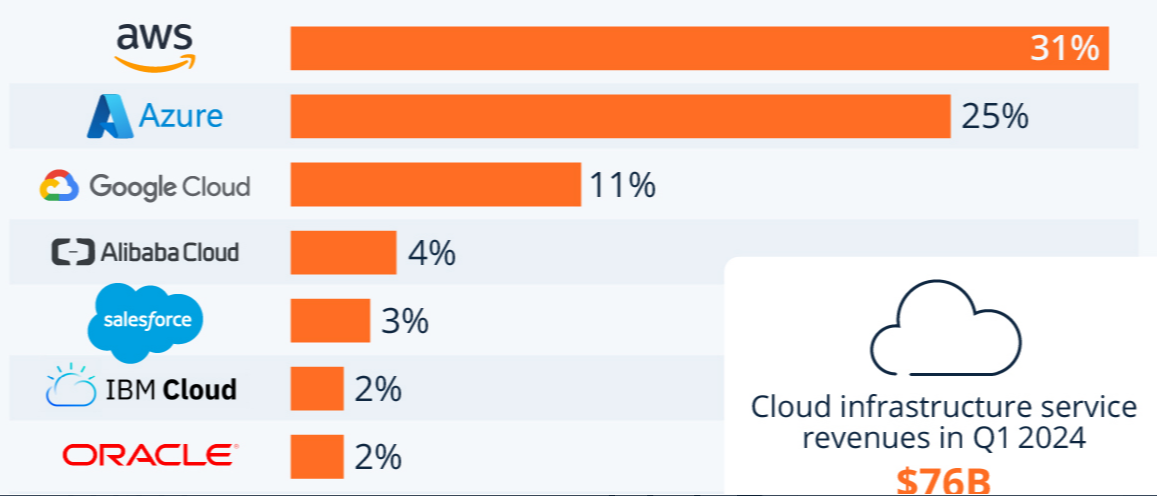 aws
31%
Azure
25%
Google Cloud
11%
Alibaba Cloud
4%
salesforce
3%
IBM Cloud
2%
ORACLE®
2%
Cloud infrastructure service
revenues in Q1 2024
$76B